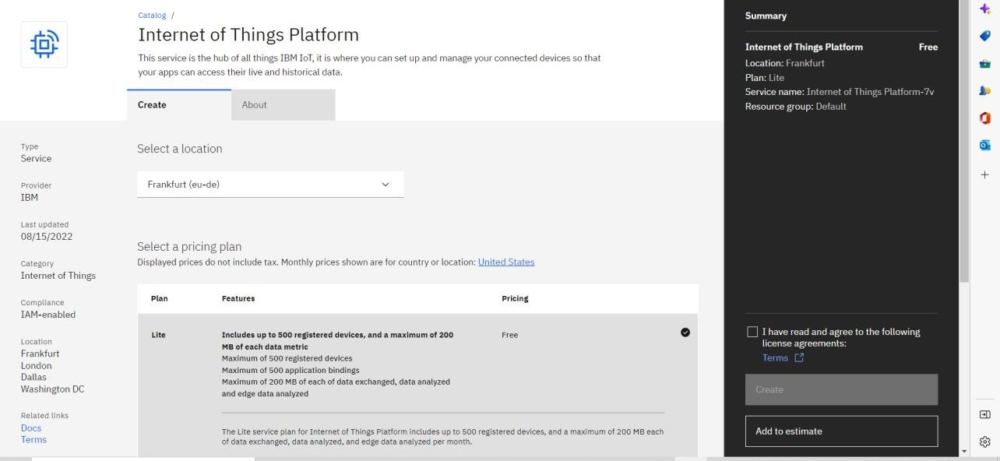 Catalog /
Internet of Things Platform
This service is the hub of all things IBM IoT, it is where you can set up and manage your connected devices so that
your apps can access their live and historical data.
Create
About
Type
Service
Provider
IBM
Last updated
08/15/2022
Category
Internet of Things
Compliance
IAM-enabled
Location
Frankfurt
London
Dallas
Washington DC
Related links
Docs
Terms
Select a location
Frankfurt (eu-de)
Select a pricing plan
Displayed prices do not include tax. Monthly prices shown are for country or location: United States
Plan
Features
Pricing
Lite
Includes up to 500 registered devices, and a maximum of 200
MB of each data metric
Maximum of 500 registered devices
Maximum of 500 application bindings
Maximum of 200 MB of each of data exchanged, data analyzed
and edge data analyzed
Free
The Lite service plan for Internet of Things Platform includes up to 500 registered devices, and a maximum of 200 MB each
of data exchanged, data analyzed, and edge data analyzed per month.
Summary
Internet of Things Platform Free
Location: Frankfurt
Plan: Lite
Service name: Internet of Things Platform-7v
Resource group: Default
I have read and agree to the following
license agreements:
Terms
Create
Add to estimate